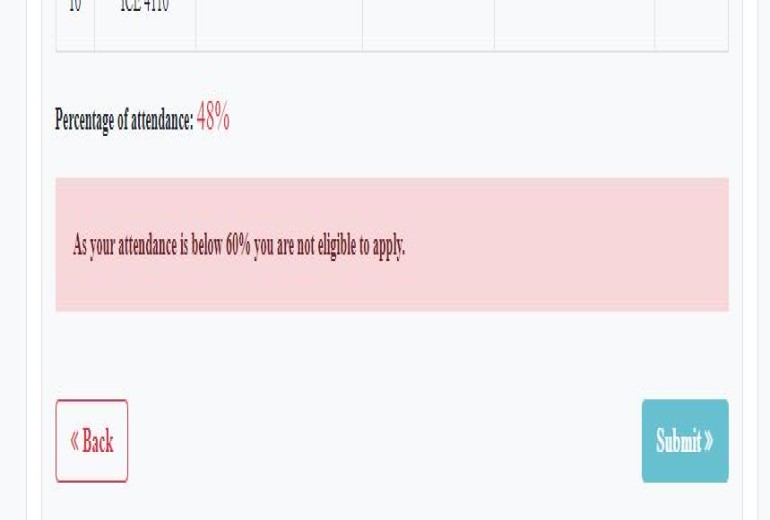 10 ICE 4110
Percentage of attendance: 48%
As your attendance is below 60% you are not eligible to apply.
« Back
Submit »